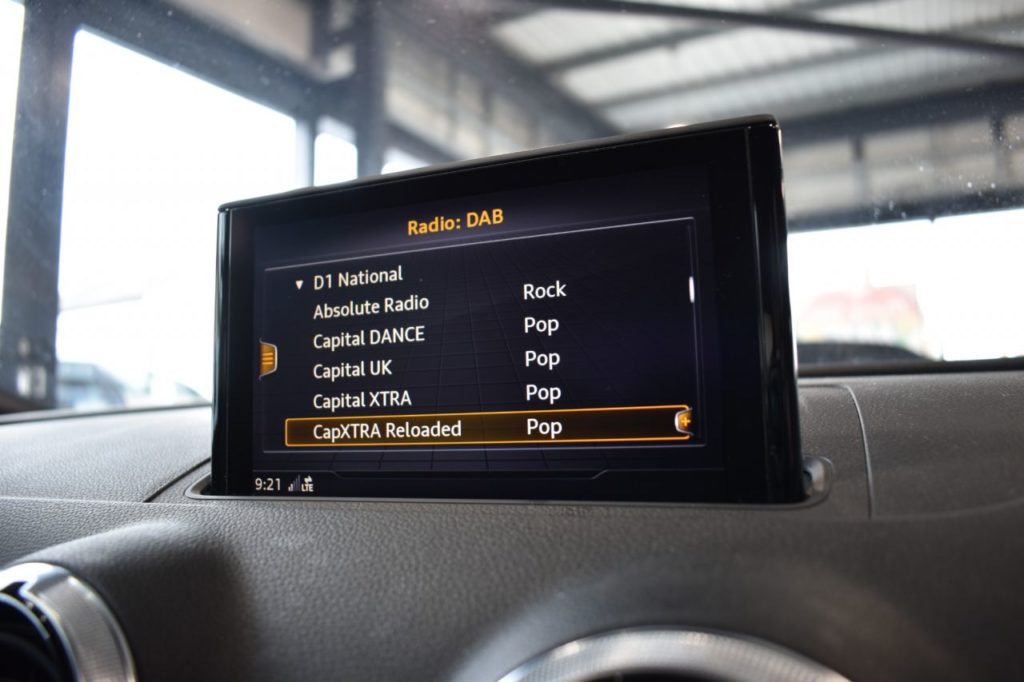 Radio: DAB
▼ D1 National
Absolute Radio Rock
Capital DANCE Pop
Capital UK Pop
Capital XTRA Pop
CapXTRA Reloaded Pop
9:21 LTE